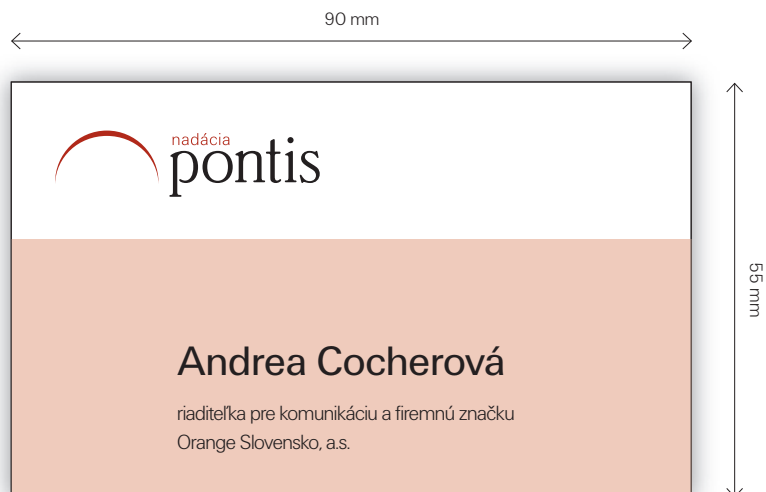 90 mm
nadácia
pontis
55 mm
Andrea Cocherová
riaditeľka pre komunikáciu a firemnú značku
Orange Slovensko, a.s.